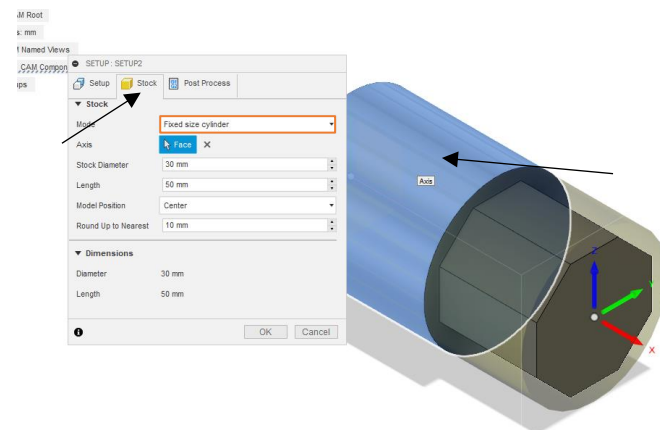 AM Root
s: mm
M Named Views
CAM Compon
ups
SETUP : SETUP2
Setup Stock Post Process
Stock
Mode Fixed size cylinder
Axis Face
Stock Diameter 30 mm
Length 50 mm
Model Position Center
Round Up to Nearest 10 mm
Dimensions
Diameter 30 mm
Length 50 mm
OK Cancel
Axis
Z
Y
X